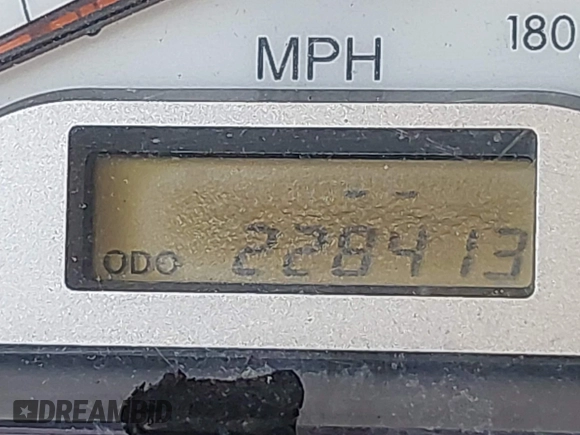 180
MPH
- -
ODO 228413
DREAMBID